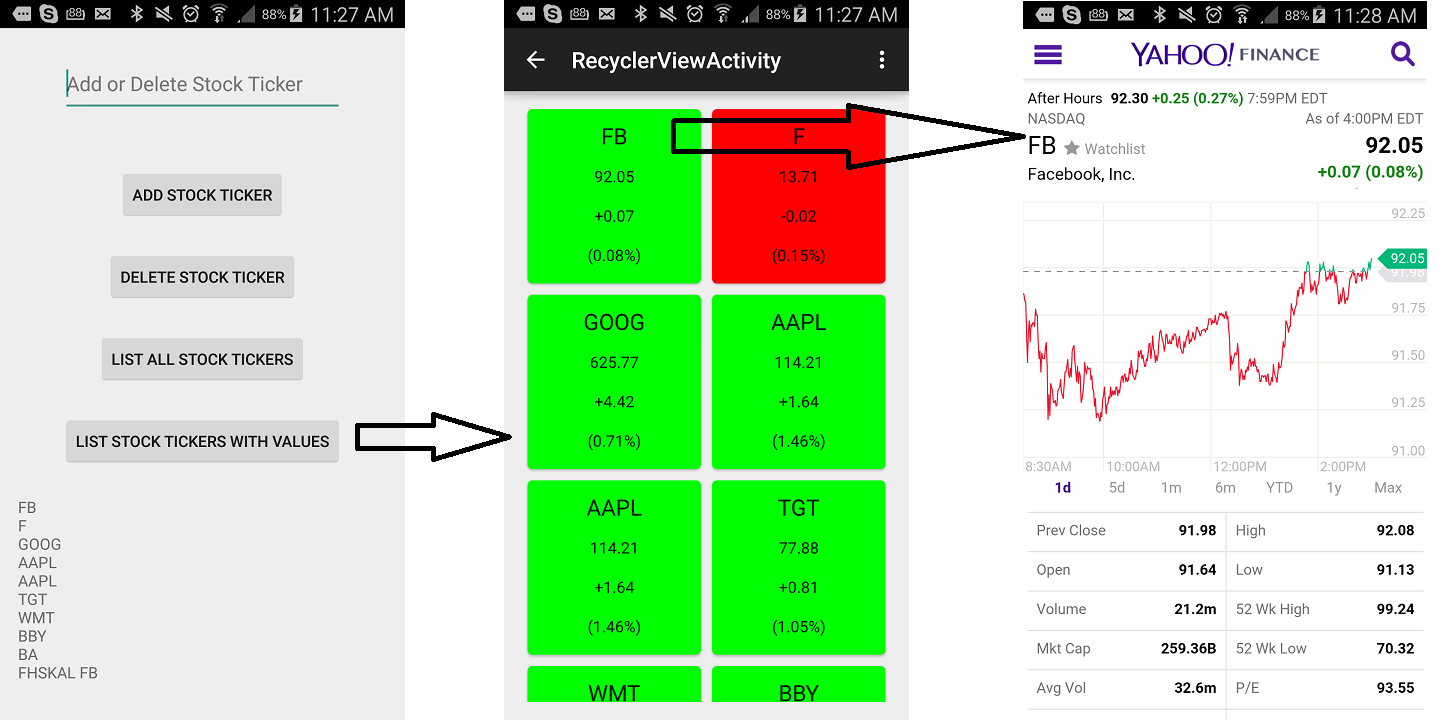 88% 11:27 AM
Add or Delete Stock Ticker
ADD STOCK TICKER
DELETE STOCK TICKER
LIST ALL STOCK TICKERS
LIST STOCK TICKERS WITH VALUES
FB
F
GOOG
AAPL
AAPL
TGT
WMT
BBY
BA
FHSKAL FB
88% 11:27 AM
RecyclerViewActivity
FB
92.05
+0.07
(0.08%)
F
13.71
-0.02
(0.15%)
GOOG
625.77
+4.42
(0.71%)
AAPL
114.21
+1.64
(1.46%)
AAPL
114.21
+1.64
(1.46%)
TGT
77.88
+0.81
(1.05%)
WMT
BBY
88% 11:28 AM
YAHOO! FINANCE
After Hours 92.30 +0.25 (0.27%) 7:59PM EDT
NASDAQ As of 4:00PM EDT
FB Watchlist 92.05
Facebook, Inc. +0.07 (0.08%)
92.25
92.05
91.98
91.75
91.50
91.25
91.00
8:30AM 10:00AM 12:00PM 2:00PM
1d 5d 1m 6m YTD 1y Max
Prev Close 91.98 High 92.08
Open 91.64 Low 91.13
Volume 21.2m 52 Wk High 99.24
Mkt Cap 259.36B 52 Wk Low 70.32
Avg Vol 32.6m P/E 93.55